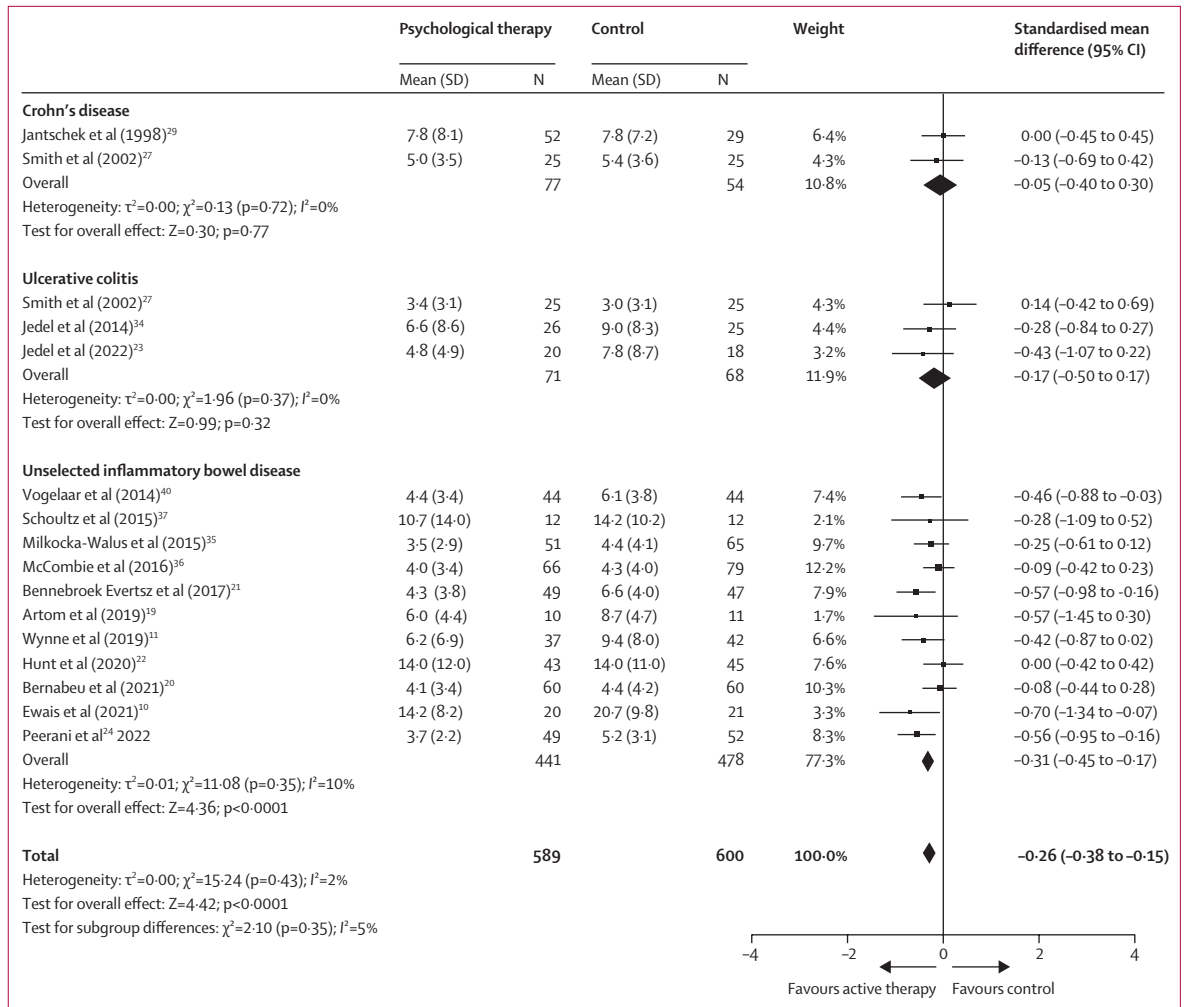 Psychological therapy Control Weight Standardised mean difference (95% CI)
Mean (SD) N Mean (SD) N
Crohn's disease
Jantschek et al (1998)²⁹ 7·8 (8·1) 52 7·8 (7·2) 29 6·4% 0·00 (–0·45 to 0·45)
Smith et al (2002)²⁷ 5·0 (3·5) 25 5·4 (3·6) 25 4·3% –0·13 (–0·69 to 0·42)
Overall 77 54 10·8% –0·05 (–0·40 to 0·30)
Heterogeneity: τ²=0·00; χ²=0·13 (p=0·72); I²=0%
Test for overall effect: Z=0·30; p=0·77
Ulcerative colitis
Smith et al (2002)²⁷ 3·4 (3·1) 25 3·0 (3·1) 25 4·3% 0·14 (–0·42 to 0·69)
Jedel et al (2014)³⁴ 6·6 (8·6) 26 9·0 (8·3) 25 4·4% –0·28 (–0·84 to 0·27)
Jedel et al (2022)²³ 4·8 (4·9) 20 7·8 (8·7) 18 3·2% –0·43 (–1·07 to 0·22)
Overall 71 68 11·9% –0·17 (–0·50 to 0·17)
Heterogeneity: τ²=0·00; χ²=1·96 (p=0·37); I²=0%
Test for overall effect: Z=0·99; p=0·32
Unselected inflammatory bowel disease
Vogelaar et al (2014)⁴⁰ 4·4 (3·4) 44 6·1 (3·8) 44 7·4% –0·46 (–0·88 to –0·03)
Schoultz et al (2015)³⁷ 10·7 (14·0) 12 14·2 (10·2) 12 2·1% –0·28 (–1·09 to 0·52)
Milkocka-Walus et al (2015)³⁵ 3·5 (2·9) 51 4·4 (4·1) 65 9·7% –0·25 (–0·61 to 0·12)
McCombie et al (2016)³⁶ 4·0 (3·4) 66 4·3 (4·0) 79 12·2% –0·09 (–0·42 to 0·23)
Bennebroek Evertsz et al (2017)²¹ 4·3 (3·8) 49 6·6 (4·0) 47 7·9% –0·57 (–0·98 to -0·16)
Artom et al (2019)¹⁹ 6·0 (4·4) 10 8·7 (4·7) 11 1·7% –0·57 (–1·45 to 0·30)
Wynne et al (2019)¹¹ 6·2 (6·9) 37 9·4 (8·0) 42 6·6% –0·42 (–0·87 to 0·02)
Hunt et al (2020)²² 14·0 (12·0) 43 14·0 (11·0) 45 7·6% 0·00 (–0·42 to 0·42)
Bernabeu et al (2021)²⁰ 4·1 (3·4) 60 4·4 (4·2) 60 10·3% –0·08 (–0·44 to 0·28)
Ewais et al (2021)¹⁰ 14·2 (8·2) 20 20·7 (9·8) 21 3·3% –0·70 (–1·34 to –0·07)
Peerani et al²⁴ 2022 3·7 (2·2) 49 5·2 (3·1) 52 8·3% –0·56 (–0·95 to –0·16)
Overall 441 478 77·3% –0·31 (–0·45 to –0·17)
Heterogeneity: τ²=0·01; χ²=11·08 (p=0·35); I²=10%
Test for overall effect: Z=4·36; p<0·0001
Total 589 600 100·0% –0·26 (–0·38 to –0·15)
Heterogeneity: τ²=0·00; χ²=15·24 (p=0·43); I²=2%
Test for overall effect: Z=4·42; p<0·0001
Test for subgroup differences: χ²=2·10 (p=0·35); I²=5%
–4 –2 0 2 4
Favours active therapy Favours control